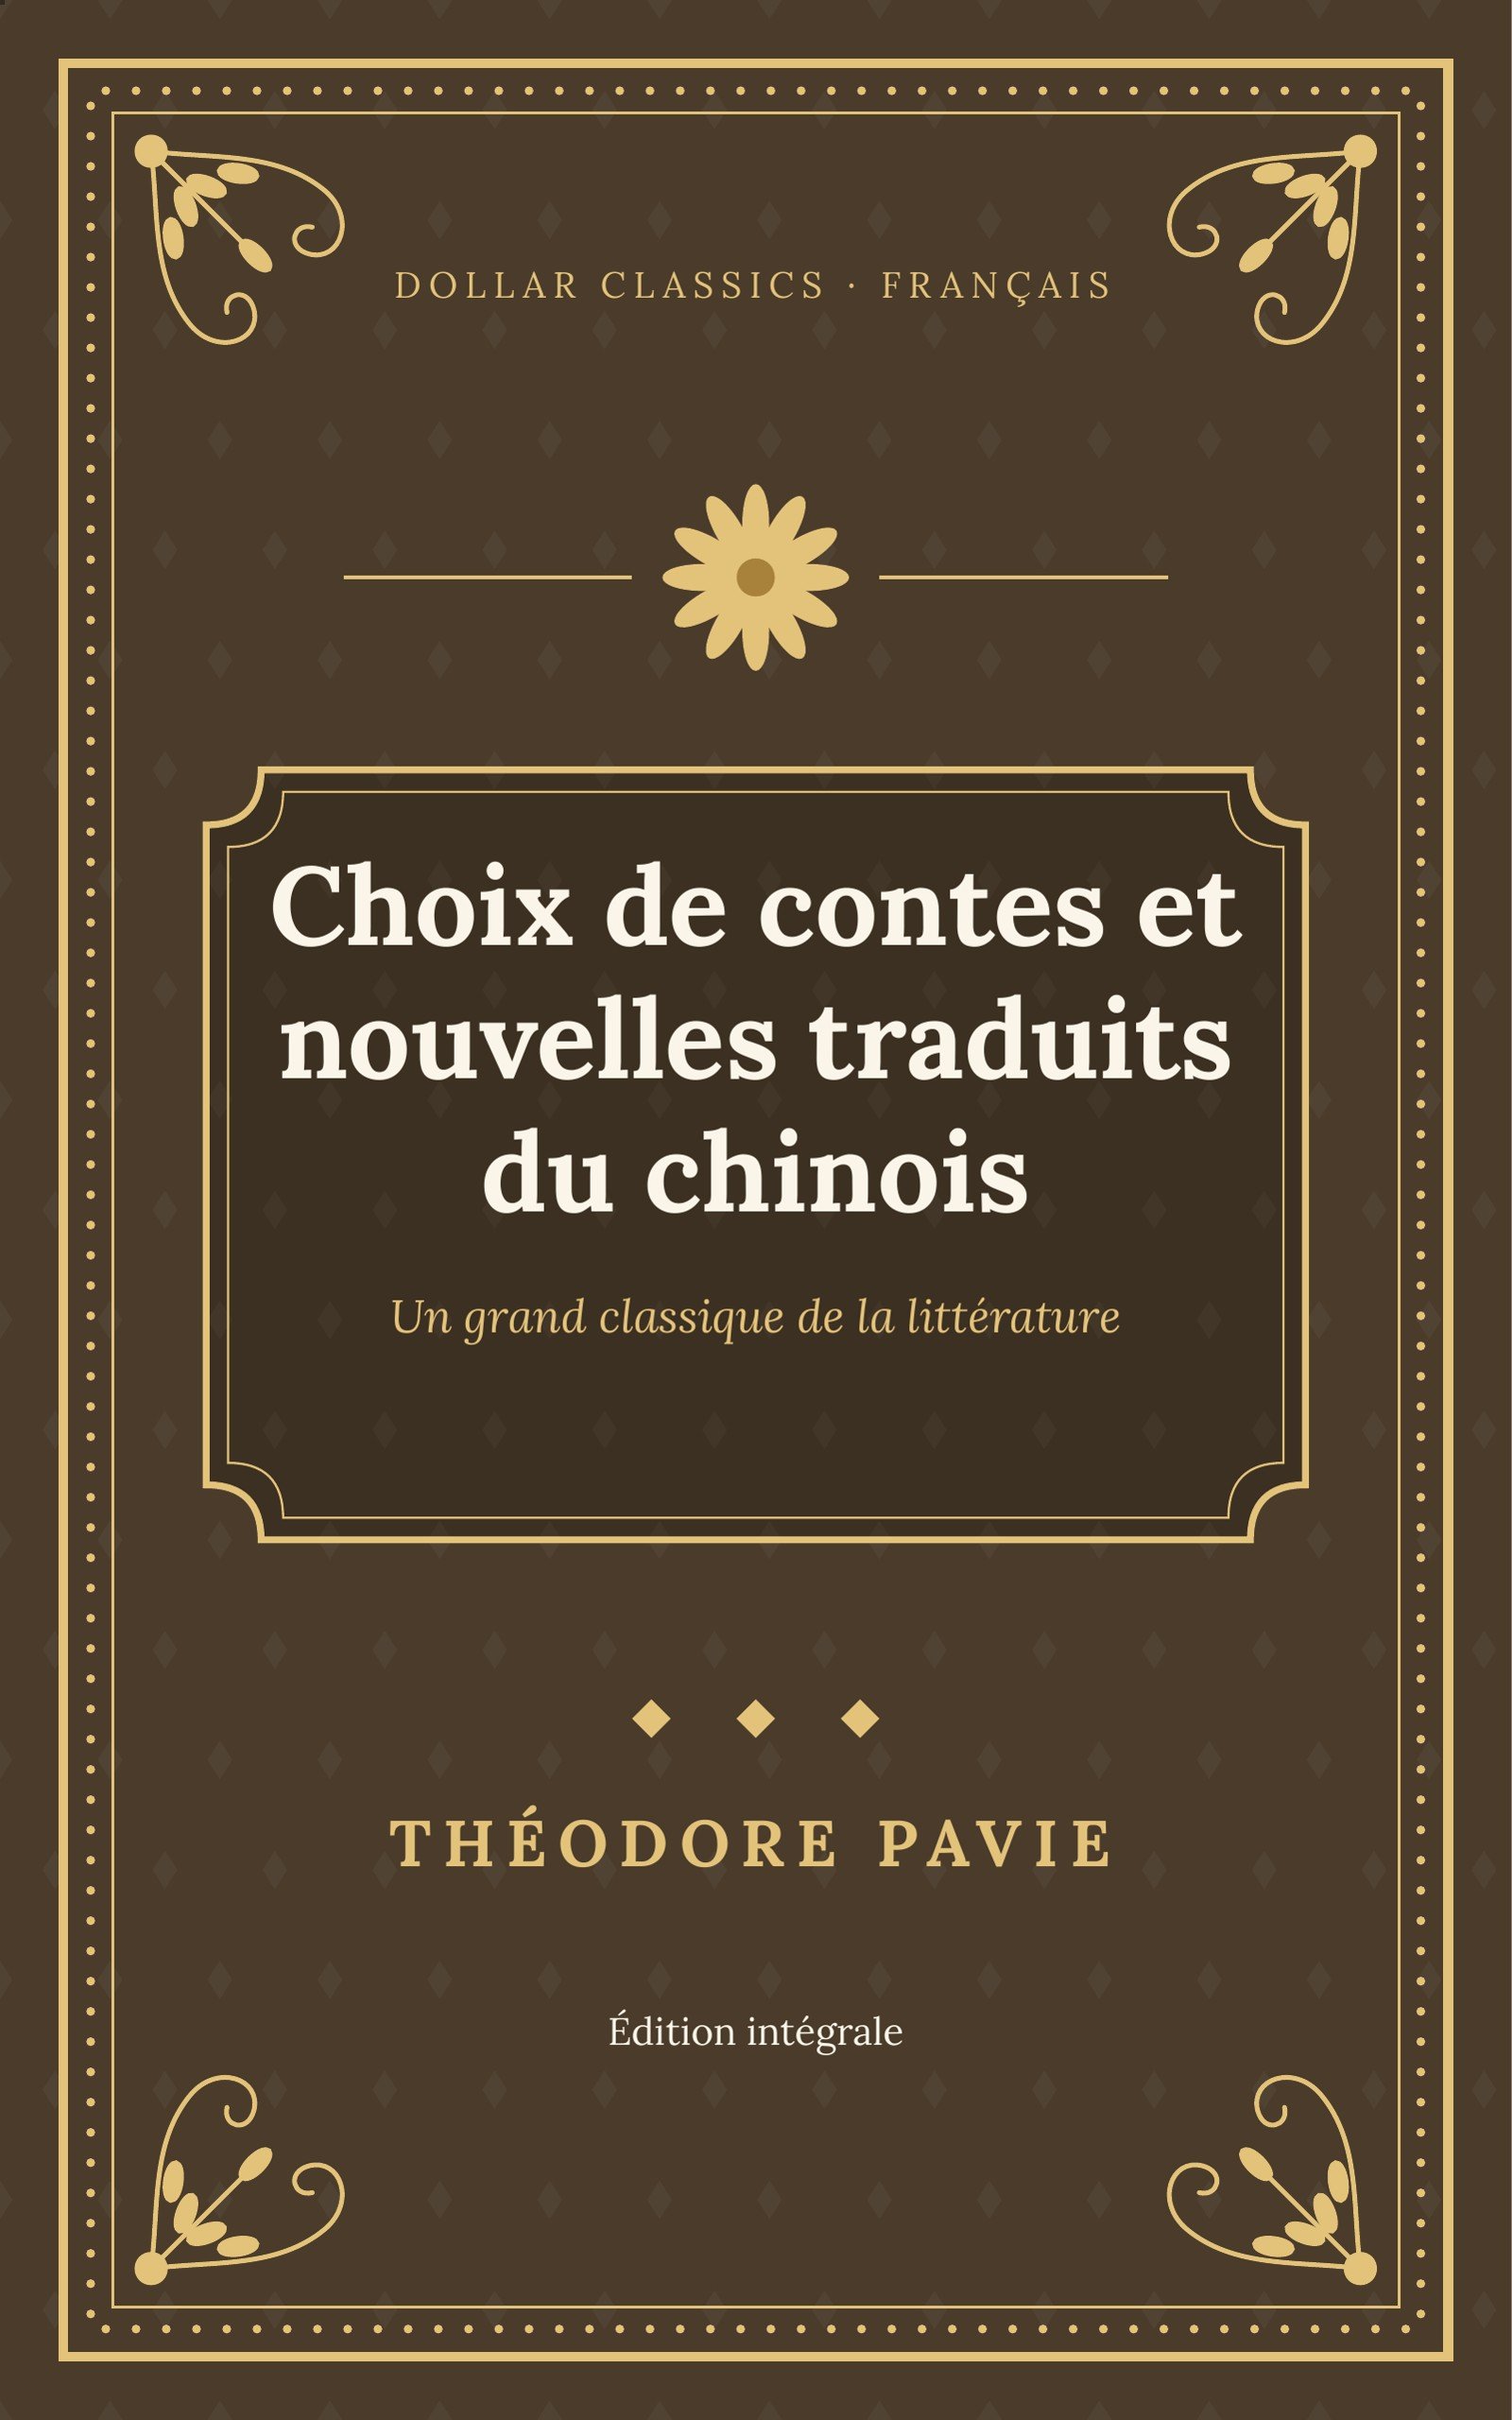 DOLLAR CLASSICS · FRANÇAIS
Choix de contes et
nouvelles traduits
du chinois
Un grand classique de la littérature
THÉODORE PAVIE
Édition intégrale